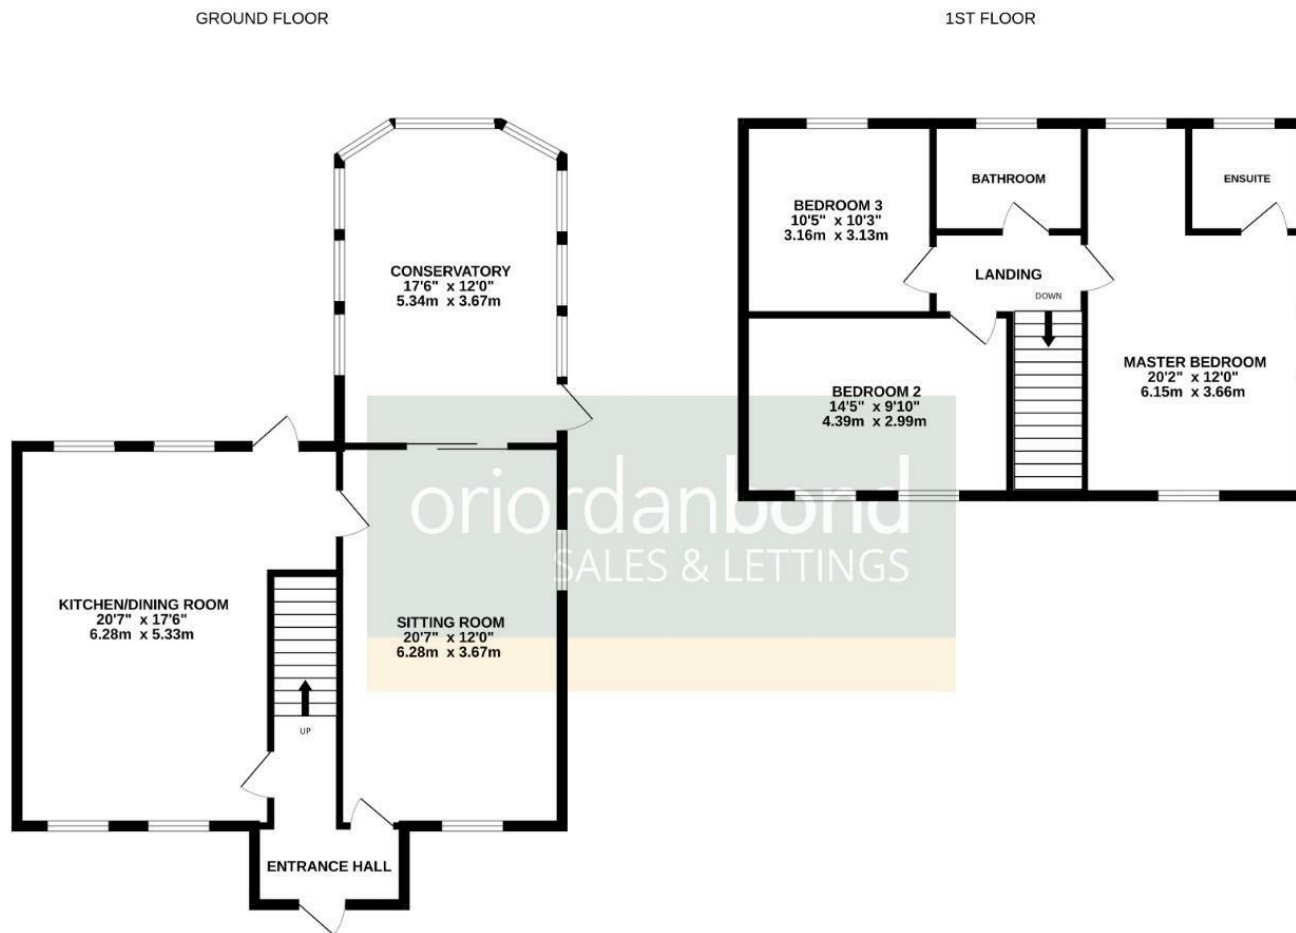 GROUND FLOOR
1ST FLOOR
CONSERVATORY
17'6" x 12'0"
5.34m x 3.67m
KITCHEN/DINING ROOM
20'7" x 17'6"
6.28m x 5.33m
SITTING ROOM
20'7" x 12'0"
6.28m x 3.67m
UP
ENTRANCE HALL
BEDROOM 3
10'5" x 10'3"
3.16m x 3.13m
BATHROOM
ENSUITE
LANDING
DOWN
MASTER BEDROOM
20'2" x 12'0"
6.15m x 3.66m
BEDROOM 2
14'5" x 9'10"
4.39m x 2.99m
oriordanbond
SALES & LETTINGS